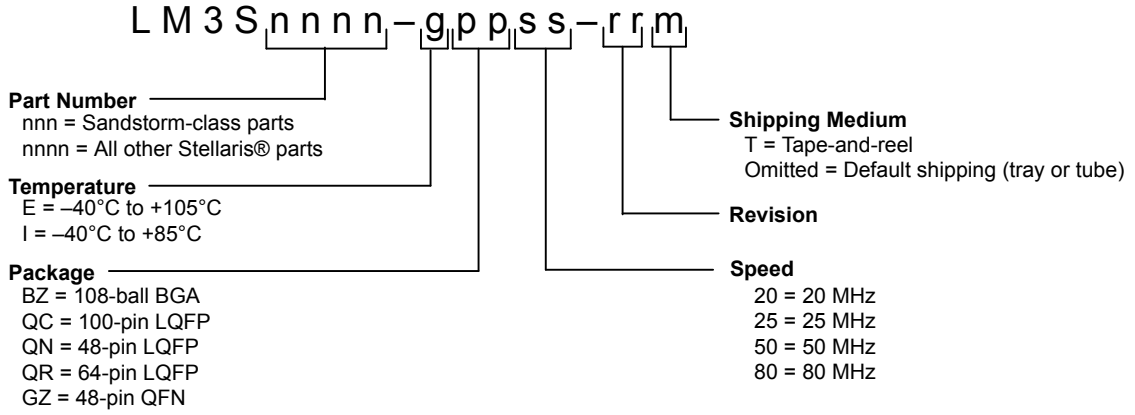 LM3Snnnn–gppss–rrm
Part Number
nnn = Sandstorm-class parts
nnnn = All other Stellaris® parts
Temperature
E = –40°C to +105°C
I = –40°C to +85°C
Package
BZ = 108-ball BGA
QC = 100-pin LQFP
QN = 48-pin LQFP
QR = 64-pin LQFP
GZ = 48-pin QFN
Shipping Medium
T = Tape-and-reel
Omitted = Default shipping (tray or tube)
Revision
Speed
20 = 20 MHz
25 = 25 MHz
50 = 50 MHz
80 = 80 MHz